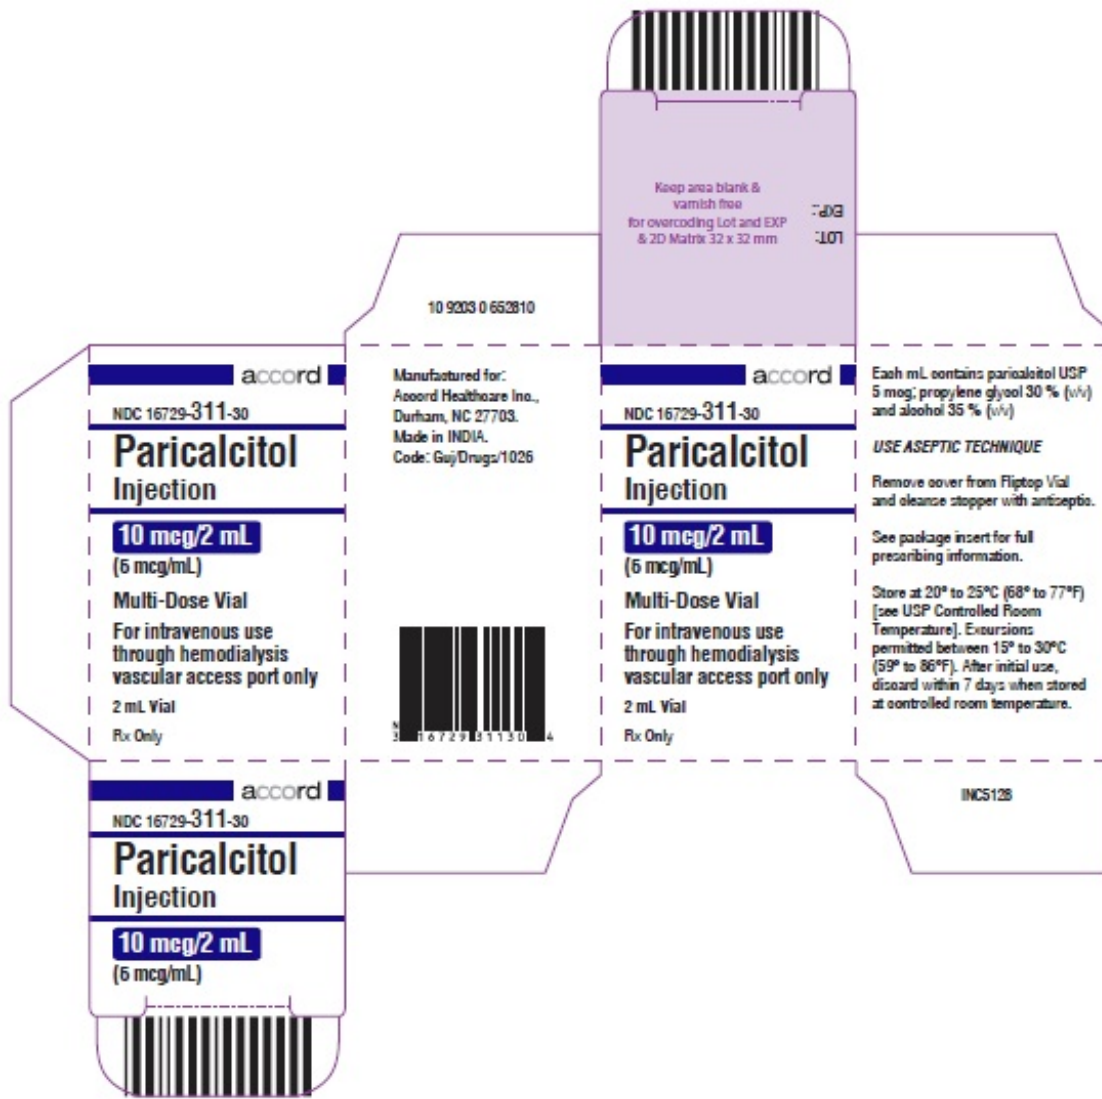 Keep area blank &
varnish free
for overcoding Lot and EXP
& 2D Matrix 32 x 32 mm
LOT:
EXP.:
10 9203 0 652810
accord
NDC 16729-311-30
Paricalcitol
Injection
10 mcg/2 mL
(5 mcg/mL)
Multi-Dose Vial
For intravenous use
through hemodialysis
vascular access port only
2 mL Vial
Rx Only
Manufactured for:
Accord Healthcare Inc.,
Durham, NC 27703.
Made in INDIA.
Code: Guj/Drugs/1026
N
3 16729 31130 4
accord
NDC 16729-311-30
Paricalcitol
Injection
10 mcg/2 mL
(5 mcg/mL)
Multi-Dose Vial
For intravenous use
through hemodialysis
vascular access port only
2 mL Vial
Rx Only
Each mL contains paricalcitol USP
5 mcg; propylene glycol 30 % (v/v)
and alcohol 35 % (v/v)
USE ASEPTIC TECHNIQUE
Remove cover from Fliptop Vial
and cleanse stopper with antiseptic.
See package insert for full
prescribing information.
Store at 20° to 25°C (68° to 77°F)
[see USP Controlled Room
Temperature]. Excursions
permitted between 15° to 30°C
(59° to 86°F). After initial use,
discard within 7 days when stored
at controlled room temperature.
INC5128
accord
NDC 16729-311-30
Paricalcitol
Injection
10 mcg/2 mL
(5 mcg/mL)